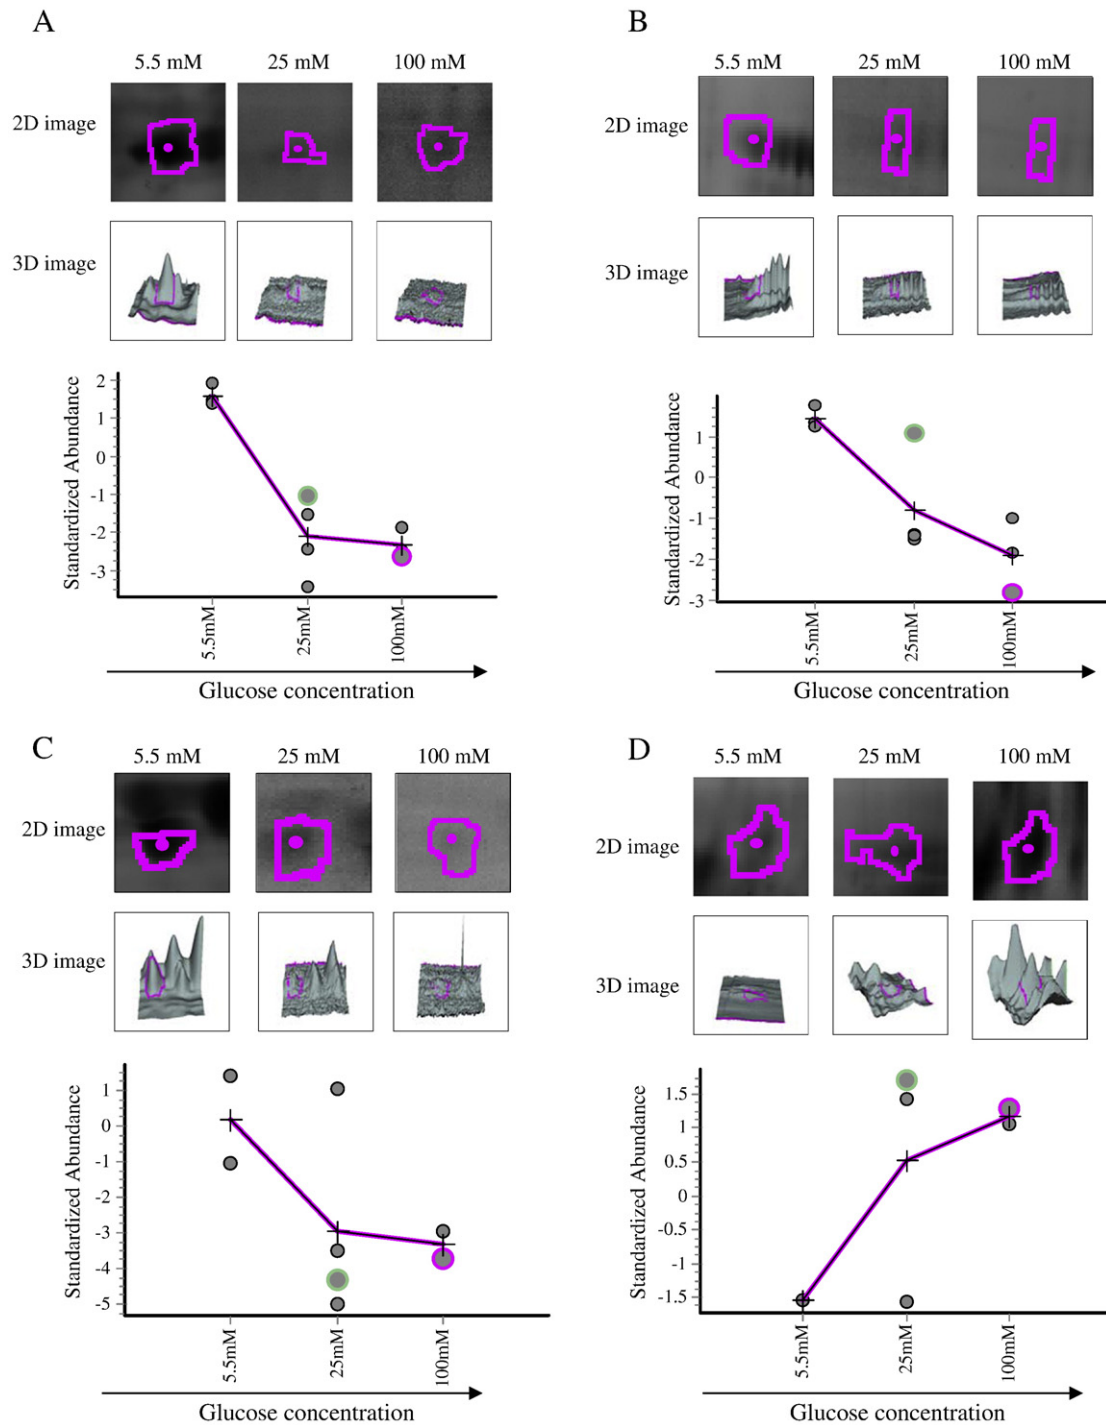 A
5.5 mM 25 mM 100 mM
2D image
3D image
Standardized Abundance
2
1
0
-1
-2
-3
5.5mM 25mM 100mM
Glucose concentration
B
5.5 mM 25 mM 100 mM
2D image
3D image
Standardized Abundance
1
0
-1
-2
-3
5.5mM 25mM 100mM
Glucose concentration
C
5.5 mM 25 mM 100 mM
2D image
3D image
Standardized Abundance
1
0
-1
-2
-3
-4
-5
5.5mM 25mM 100mM
Glucose concentration
D
5.5 mM 25 mM 100 mM
2D image
3D image
Standardized Abundance
1.5
1
0.5
0
-0.5
-1
-1.5
5.5mM 25mM 100mM
Glucose concentration